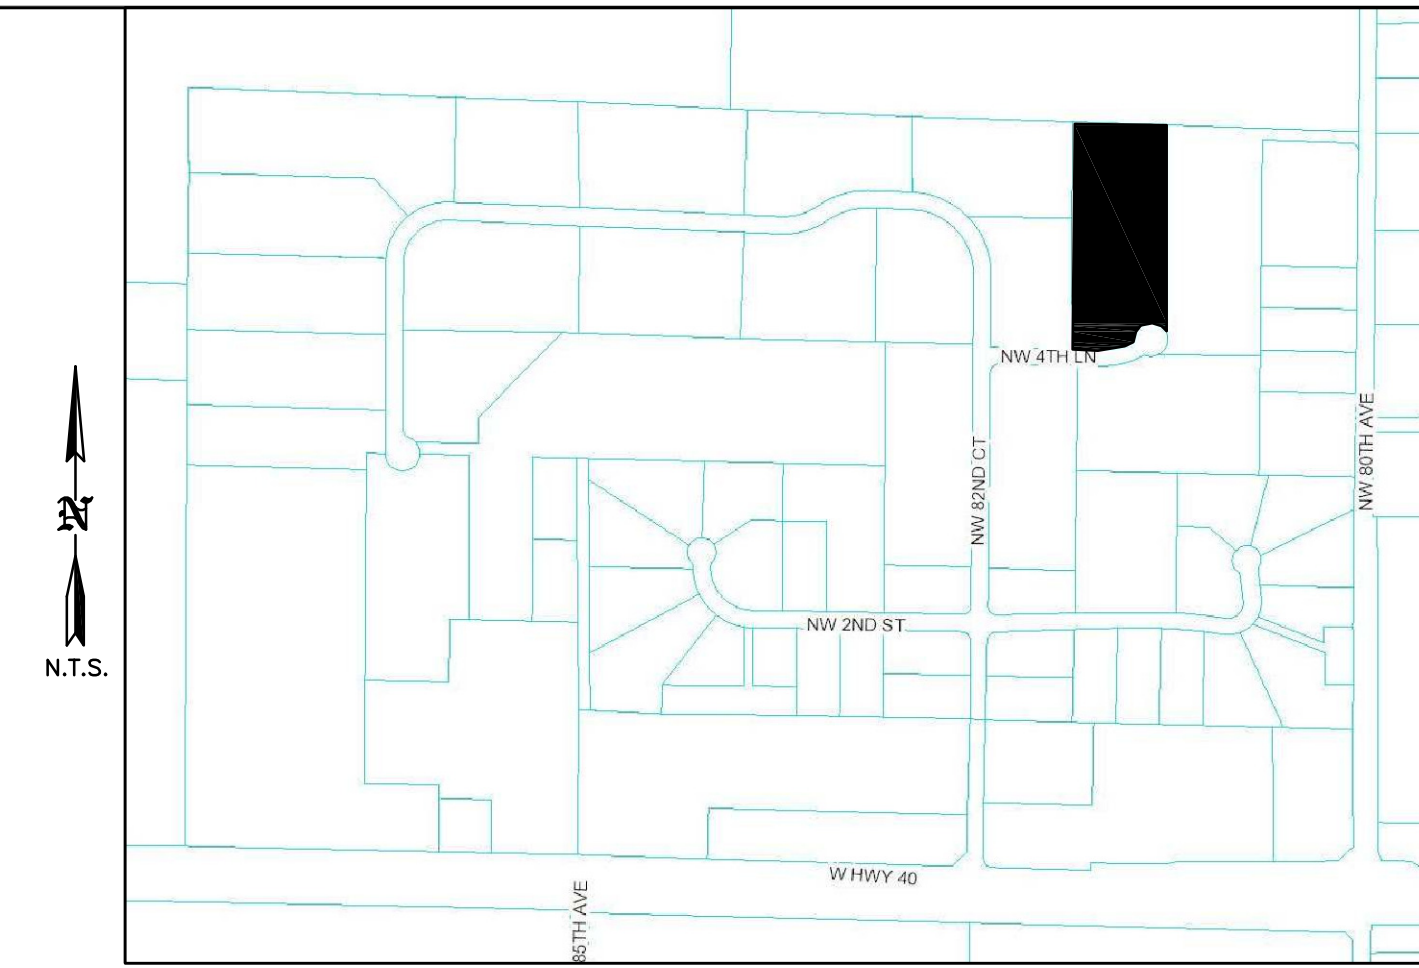 NW 4TH LN
NW 80TH AVE
NW 82ND CT
N
N.T.S.
NW 2ND ST
W HWY 40
85TH AVE